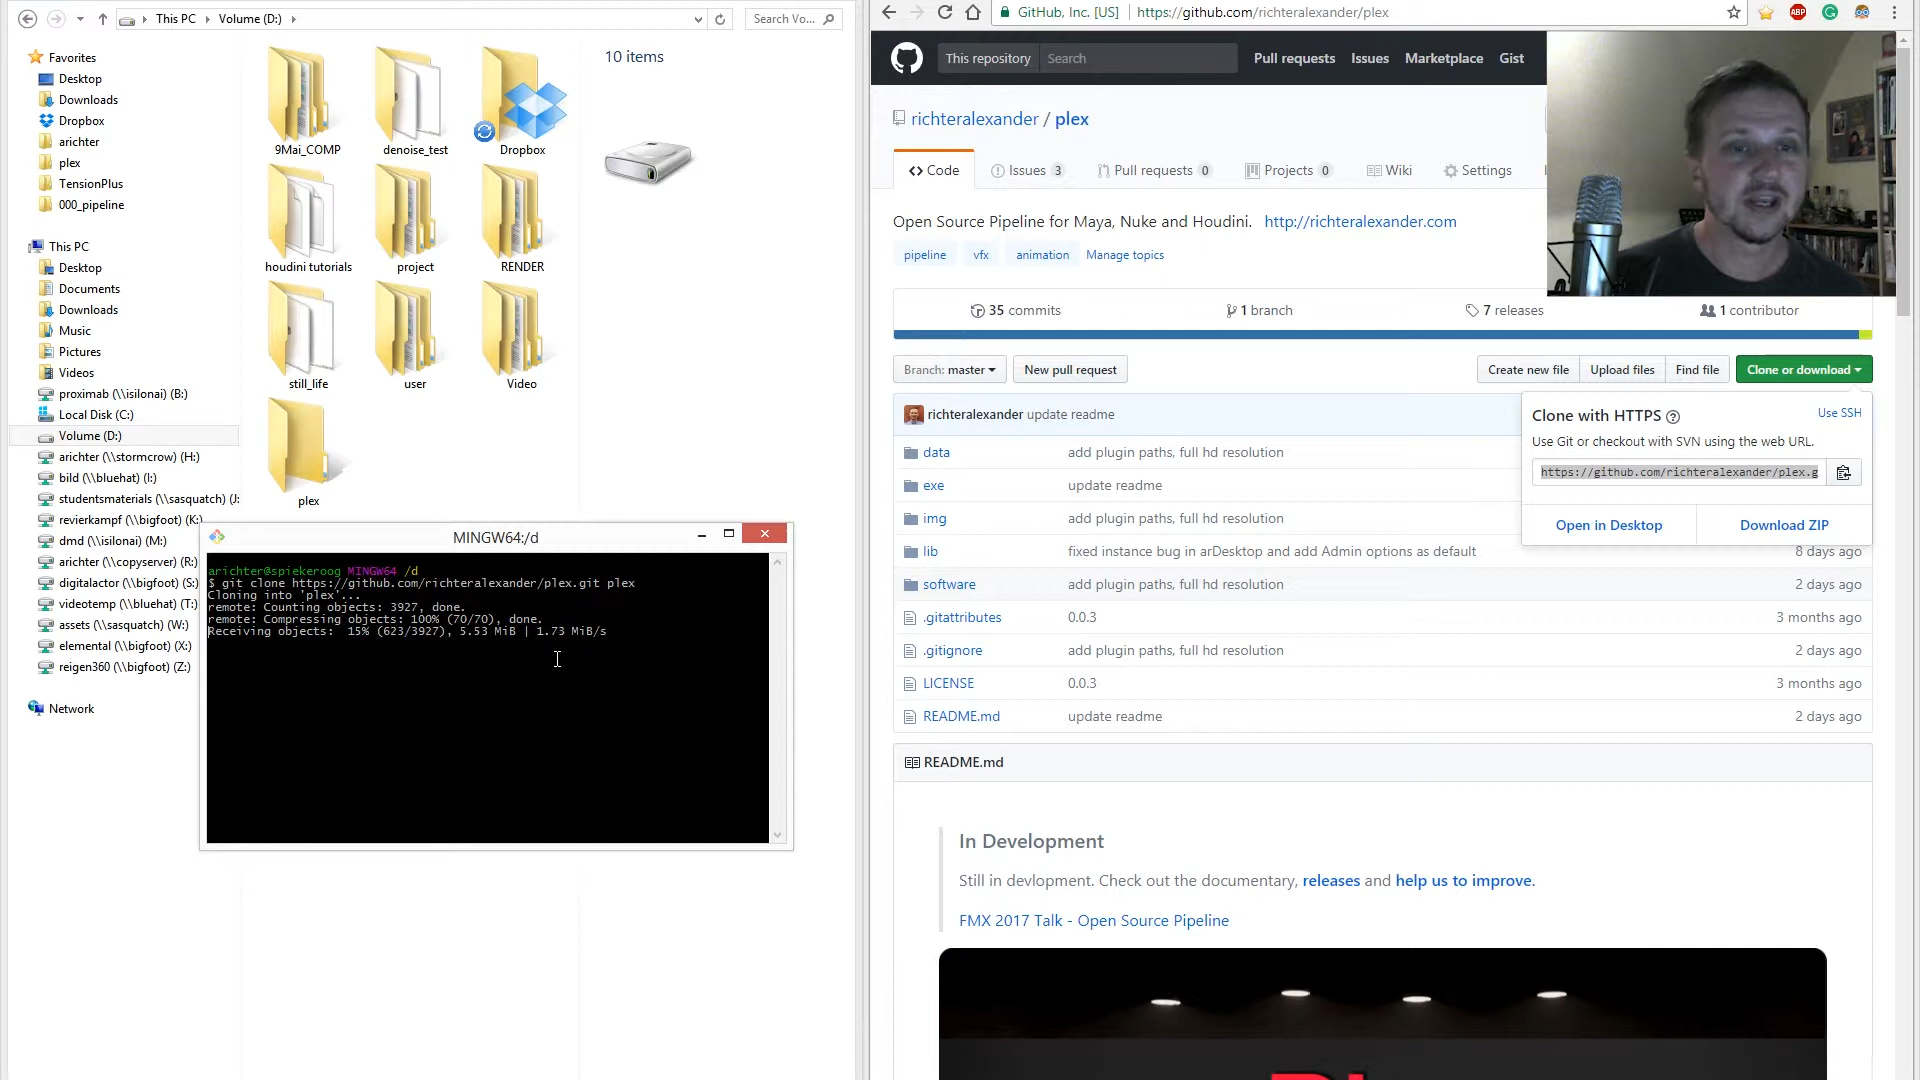 This PC
Volume (D:)
Search Vo...
Favorites
Desktop
Downloads
Dropbox
arichter
plex
TensionPlus
000_pipeline
This PC
Desktop
Documents
Downloads
Music
Pictures
Videos
proximab (\\isilonai) (B:)
Local Disk (C:)
Volume (D:)
arichter (\\stormcrow) (H:)
bild (\\bluehat) (I:)
studentsmaterials (\\sasquatch) (J:
revierkampf (\\bigfoot) (K:)
dmd (\\isilonai) (M:)
arichter (\\copyserver) (R:)
digitalactor (\\bigfoot) (S:)
videotemp (\\bluehat) (T:)
assets (\\sasquatch) (W:)
elemental (\\bigfoot) (X:)
reigen360 (\\bigfoot) (Z:)
Network
9Mai_COMP
denoise_test
Dropbox
houdini tutorials
project
RENDER
still_life
user
Video
plex
10 items
MINGW64:/d
arichter@spiekeroog MINGW64 /d
$ git clone https://github.com/richteralexander/plex.git plex
Cloning into 'plex'...
remote: Counting objects: 3927, done.
remote: Compressing objects: 100% (70/70), done.
Receiving objects:  15% (623/3927), 5.53 MiB | 1.73 MiB/s
GitHub, Inc. [US]
https://github.com/richteralexander/plex
ABP
This repository
Search
Pull requests
Issues
Marketplace
Gist
richteralexander / plex
Code
Issues 3
Pull requests 0
Projects 0
Wiki
Settings
Open Source Pipeline for Maya, Nuke and Houdini. http://richteralexander.com
pipeline
vfx
animation
Manage topics
35 commits
1 branch
7 releases
1 contributor
Branch: master
New pull request
Create new file
Upload files
Find file
Clone or download
Clone with HTTPS
Use SSH
Use Git or checkout with SVN using the web URL.
https://github.com/richteralexander/plex.g
Open in Desktop
Download ZIP
richteralexander update readme
data add plugin paths, full hd resolution
exe update readme
img add plugin paths, full hd resolution
lib fixed instance bug in arDesktop and add Admin options as default 8 days ago
software add plugin paths, full hd resolution 2 days ago
.gitattributes 0.0.3 3 months ago
.gitignore add plugin paths, full hd resolution 2 days ago
LICENSE 0.0.3 3 months ago
README.md update readme 2 days ago
README.md
In Development
Still in devlopment. Check out the documentary, releases and help us to improve.
FMX 2017 Talk - Open Source Pipeline